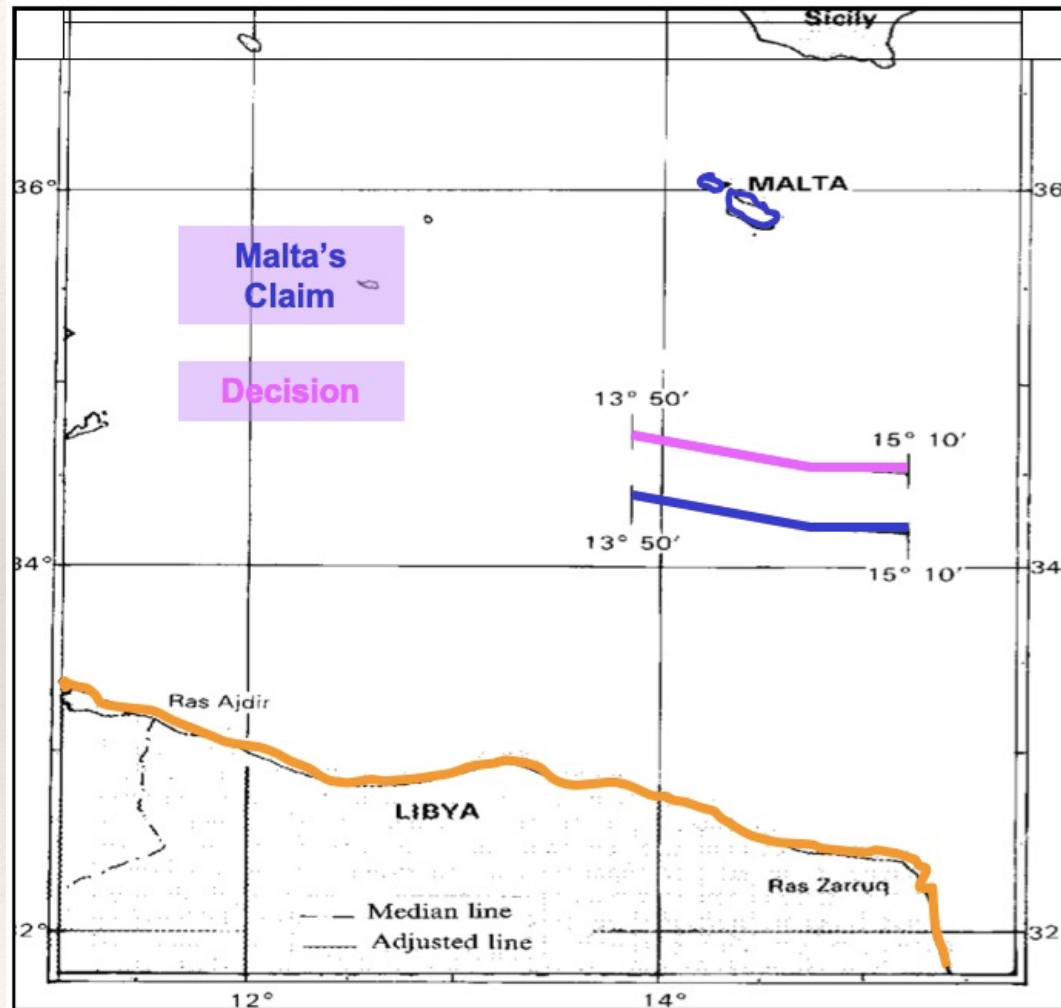 Sicily
36°
MALTA
36
Malta's
Claim
Decision
13° 50′
15° 10′
13° 50′
15° 10′
34°
34
Ras Ajdir
LIBYA
Ras Zarruq
Median line
Adjusted line
2°
32
12°
14°